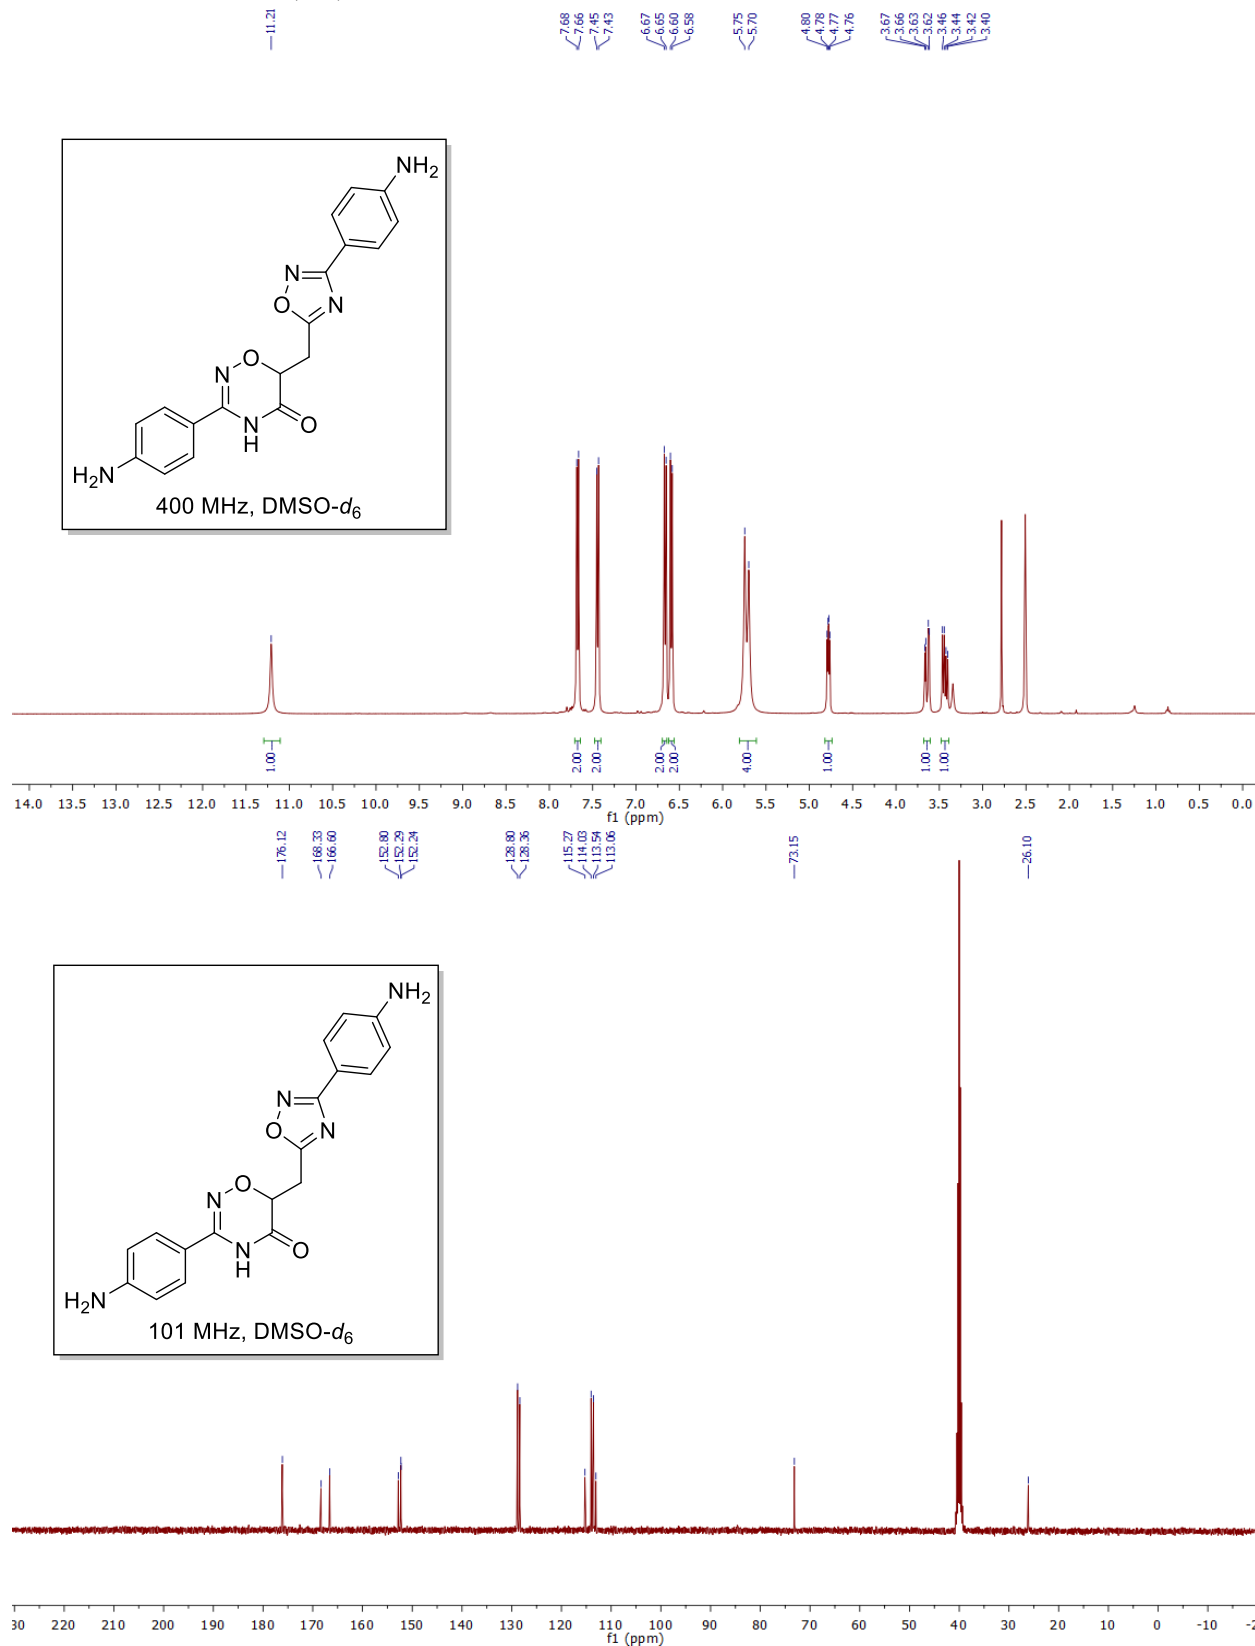 11.21 7.68 7.66 7.45 7.43 6.67 6.65 6.60 6.58 5.75 5.70 4.80 4.78 4.77 4.76 3.67 3.66 3.63 3.62 3.46 3.44 3.42 3.40
NH2
N
O N
O
N
N
H
O
H2N
400 MHz, DMSO-d6
1.00 2.00 2.00 2.00 2.00 4.00 1.00 1.00 1.00
14.0 13.5 13.0 12.5 12.0 11.5 11.0 10.5 10.0 9.5 9.0 8.5 8.0 7.5 7.0 6.5 6.0 5.5 5.0 4.5 4.0 3.5 3.0 2.5 2.0 1.5 1.0 0.5 0.0
f1 (ppm)
176.12 168.33 166.60 152.80 152.29 152.24 128.80 128.36 115.27 114.03 113.54 113.06 73.15 26.10
NH2
N
O N
O
N
N
H
O
H2N
101 MHz, DMSO-d6
30 220 210 200 190 180 170 160 150 140 130 120 110 100 90 80 70 60 50 40 30 20 10 0 -10
f1 (ppm)